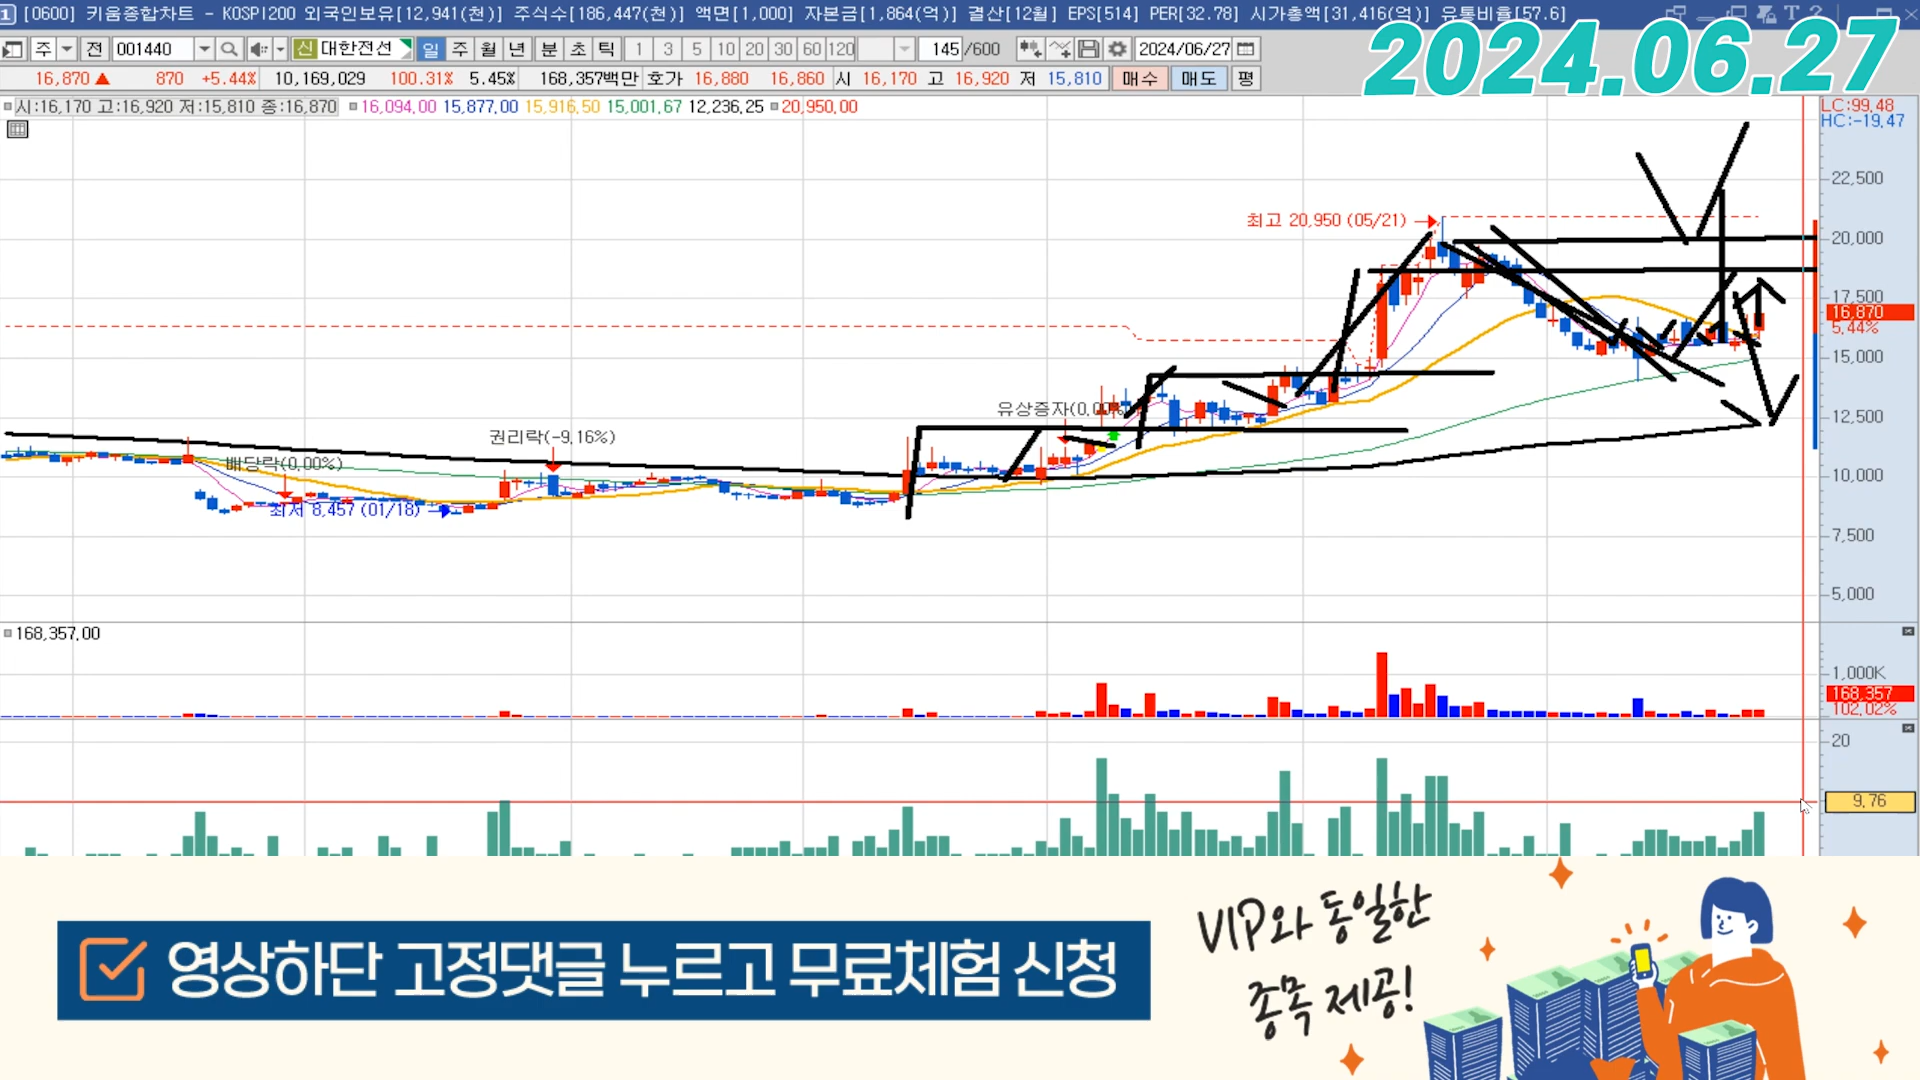 [0600] 키움종합차트 - KOSPI200 외국인보유[12,941(천)] 주식수[186,447(천)] 액면[1,000] 자본금[1,864(억)] 결산[12월] EPS[514] PER[32.78] 시가총액[31,416(억)] 유통비율[57.6]
주 전 001440 신 대한전선 일 주 월 년 분 초 틱 1 3 5 10 20 30 60 120 145 /600 2024/06/27
2024.06.27
16,870 ▲ 870 +5.44% 10,169,029 100.31% 5.45% 168,357백만 호가 16,880 16,860 시 16,170 고 16,920 저 15,810 매수 매도 평
시:16,170 고:16,920 저:15,810 종:16,870 16,094.00 15,877.00 15,916.50 15,001.67 12,236.25 20,950.00
LC:99.48
HC:-19.47
22,500
최고 20,950 (05/21)
20,000
17,500
16,870
5.44%
15,000
유상증자(0.00%)
12,500
권리락(-9.16%)
배당락(0.00%)
10,000
최저 8,457 (01/18)
7,500
5,000
168,357.00
1,000K
168,357
102.02%
20
9.76
영상하단 고정댓글 누르고 무료체험 신청
VIP와 동일한
종목 제공!